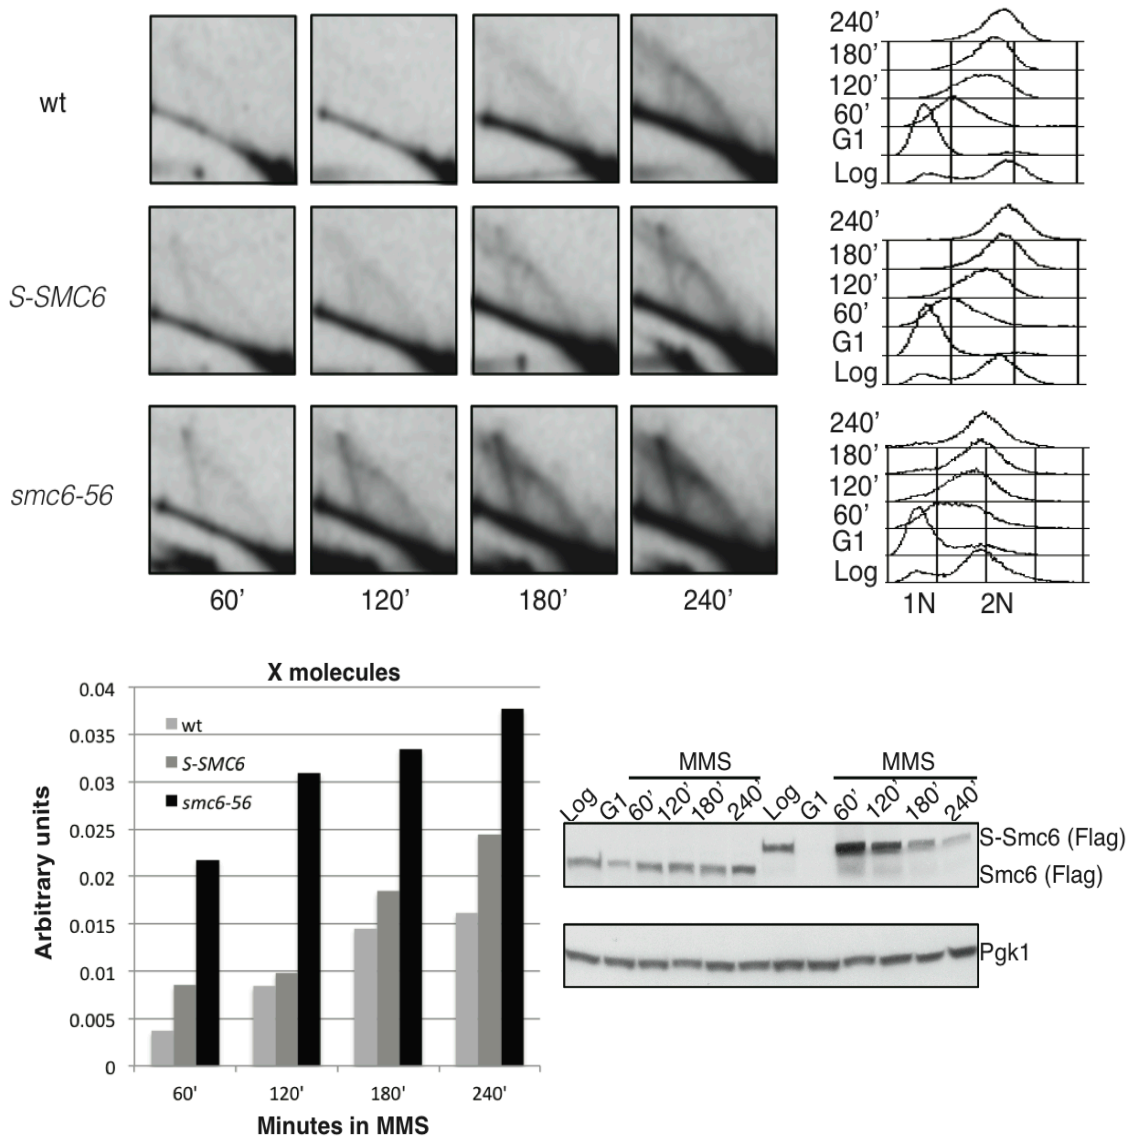 wt
240’
180’
120’
60’
G1
Log
S-SMC6
240’
180’
120’
60’
G1
Log
smc6-56
240’
180’
120’
60’
G1
Log
60’ 120’ 180’ 240’
1N 2N
X molecules
0.04
0.035
0.03
0.025
0.02
0.015
0.01
0.005
0
wt
S-SMC6
smc6-56
Arbitrary units
60' 120' 180' 240'
Minutes in MMS
MMS MMS
Log G1 60’ 120’ 180’ 240’ Log G1 60’ 120’ 180’ 240’
S-Smc6 (Flag)
Smc6 (Flag)
Pgk1